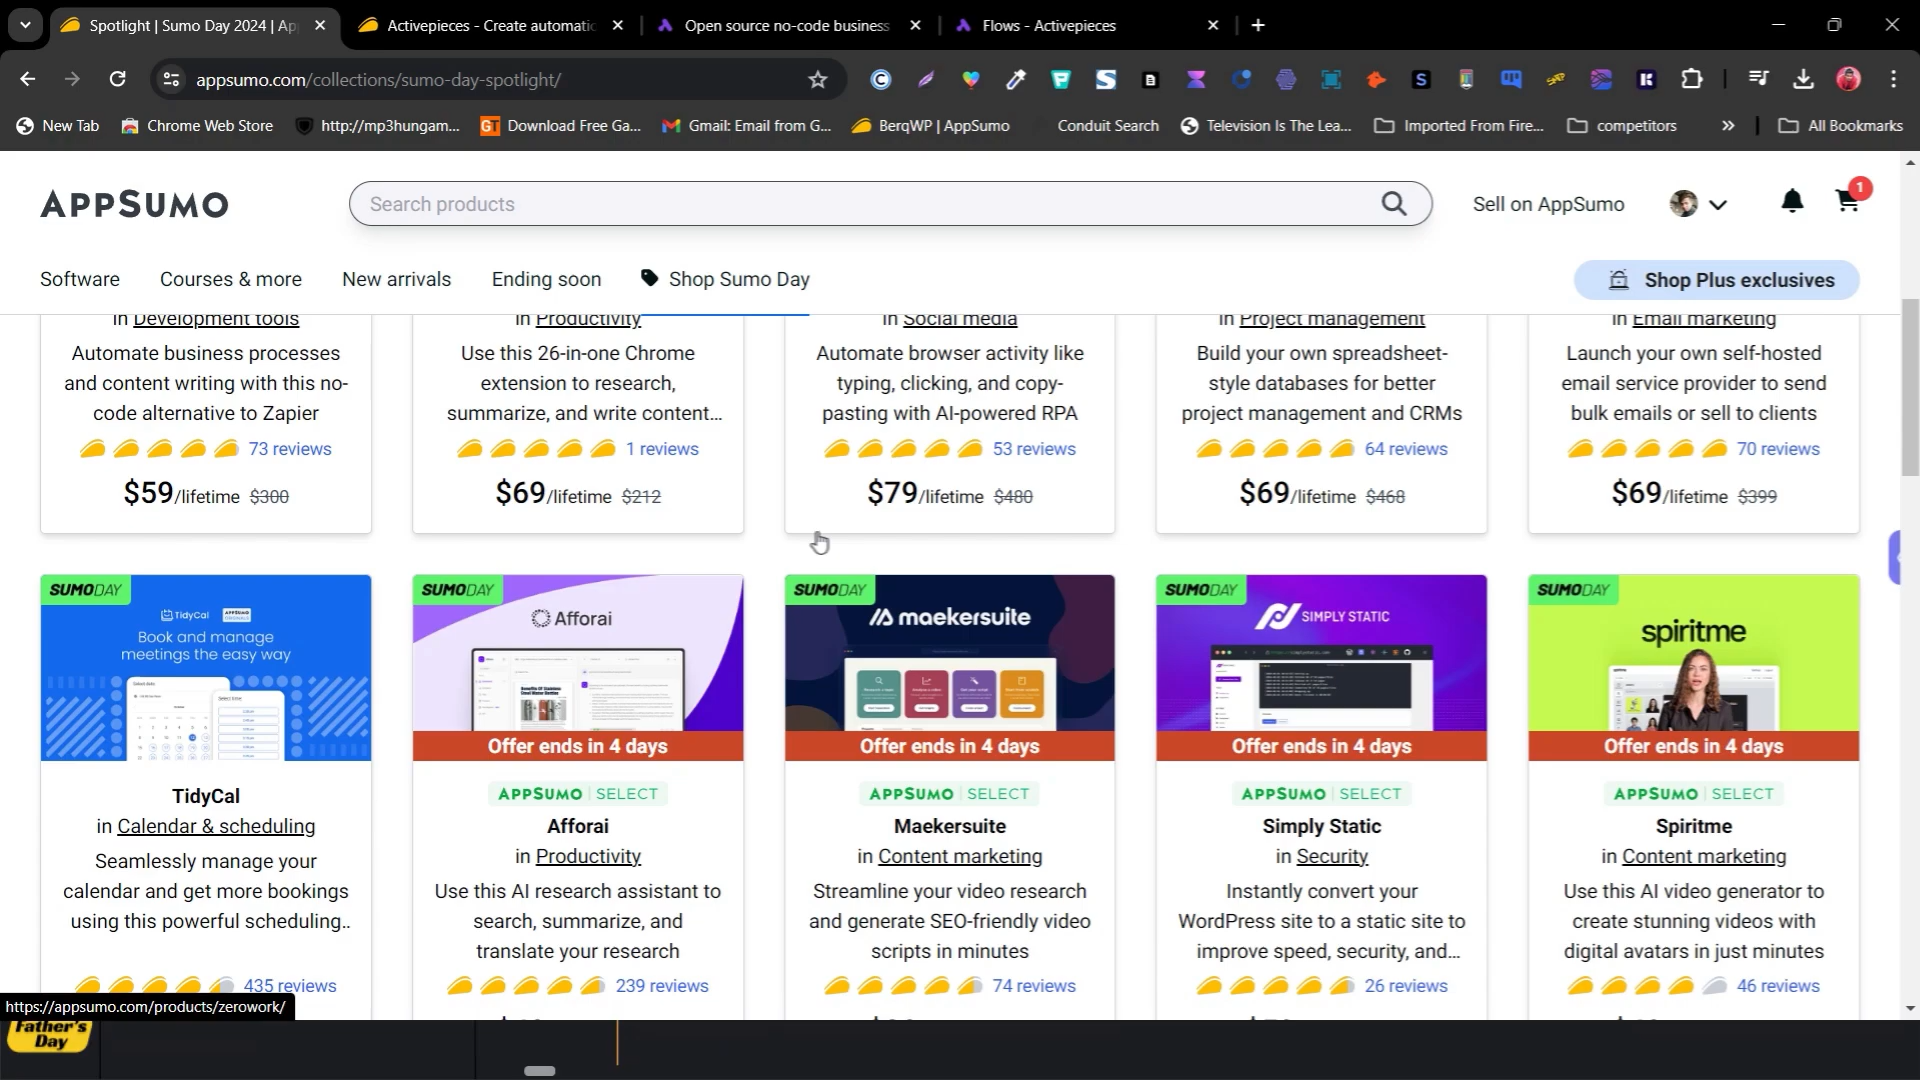 Spotlight | Sumo Day 2024 | Ap
Activepieces - Create automatic
Open source no-code business
Flows - Activepieces
appsumo.com/collections/sumo-day-spotlight/
New Tab
Chrome Web Store
http://mp3hungam...
Download Free Ga...
Gmail: Email from G...
BerqWP | AppSumo
Conduit Search
Television Is The Lea...
Imported From Fire...
competitors
All Bookmarks
APPSUMO
Search products
Sell on AppSumo
1
Software
Courses & more
New arrivals
Ending soon
Shop Sumo Day
Shop Plus exclusives
in Development tools
Automate business processes
and content writing with this no-
code alternative to Zapier
73 reviews
$59/lifetime $300
in Productivity
Use this 26-in-one Chrome
extension to research,
summarize, and write content...
1 reviews
$69/lifetime $212
in Social media
Automate browser activity like
typing, clicking, and copy-
pasting with AI-powered RPA
53 reviews
$79/lifetime $480
in Project management
Build your own spreadsheet-
style databases for better
project management and CRMs
64 reviews
$69/lifetime $468
in Email marketing
Launch your own self-hosted
email service provider to send
bulk emails or sell to clients
70 reviews
$69/lifetime $399
SUMODAY
TidyCal
APPSUMO
Book and manage
meetings the easy way
TidyCal
in Calendar & scheduling
Seamlessly manage your
calendar and get more bookings
using this powerful scheduling..
435 reviews
SUMODAY
Afforai
Offer ends in 4 days
APPSUMO | SELECT
Afforai
in Productivity
Use this AI research assistant to
search, summarize, and
translate your research
239 reviews
SUMODAY
maekersuite
Offer ends in 4 days
APPSUMO | SELECT
Maekersuite
in Content marketing
Streamline your video research
and generate SEO-friendly video
scripts in minutes
74 reviews
SUMODAY
SIMPLY STATIC
Offer ends in 4 days
APPSUMO | SELECT
Simply Static
in Security
Instantly convert your
WordPress site to a static site to
improve speed, security, and...
26 reviews
SUMODAY
spiritme
Offer ends in 4 days
APPSUMO | SELECT
Spiritme
in Content marketing
Use this AI video generator to
create stunning videos with
digital avatars in just minutes
46 reviews
https://appsumo.com/products/zerowork/
Father's
Day